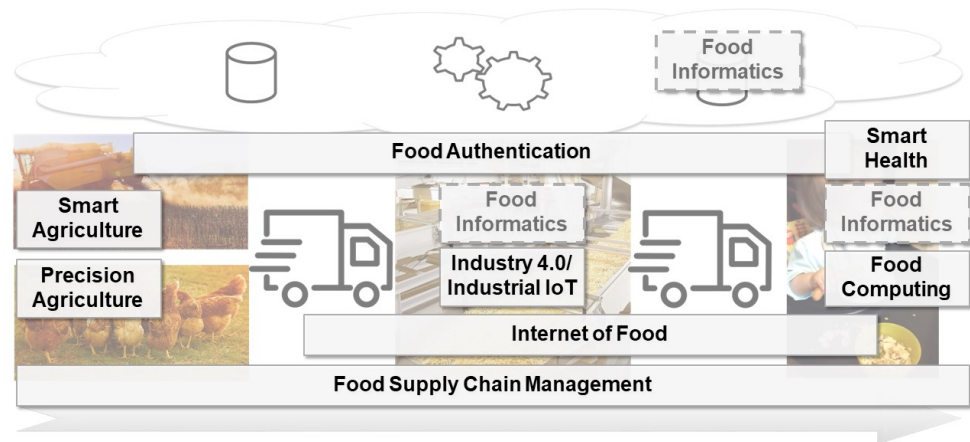 Food
Informatics
Food Authentication
Smart
Health
Smart
Agriculture
Food
Informatics
Food
Informatics
Precision
Agriculture
Industry 4.0/
Industrial IoT
Food
Computing
Internet of Food
Food Supply Chain Management